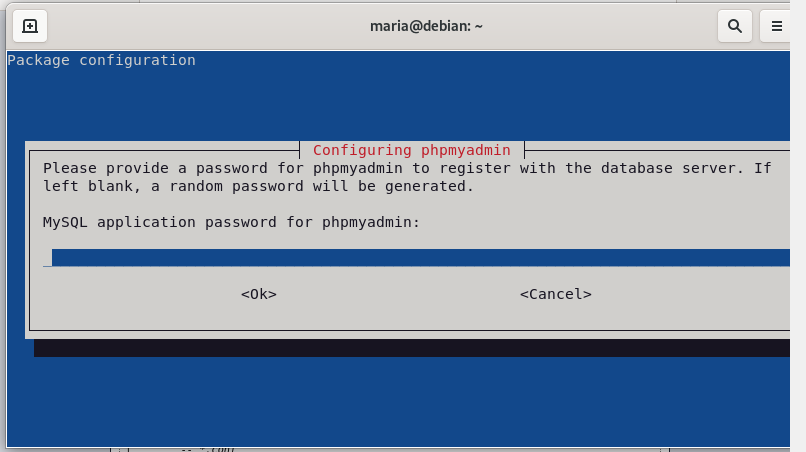 maria@debian: ~
Package configuration
Configuring phpmyadmin
Please provide a password for phpmyadmin to register with the database server. If
left blank, a random password will be generated.
MySQL application password for phpmyadmin:
<Ok> <Cancel>